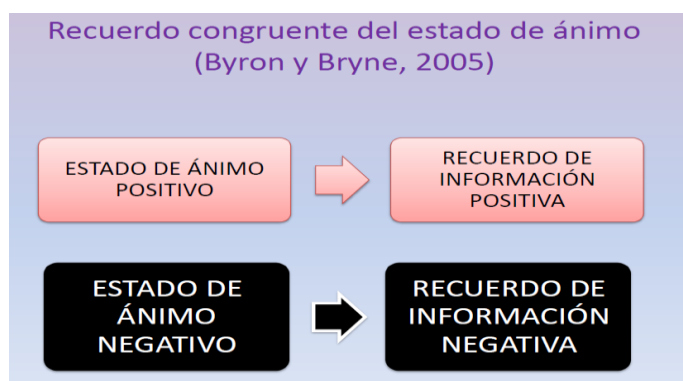 Recuerdo congruente del estado de ánimo
(Byron y Bryne, 2005)
ESTADO DE ÁNIMO
POSITIVO
RECUERDO DE
INFORMACIÓN
POSITIVA
ESTADO DE
ÁNIMO
NEGATIVO
RECUERDO DE
INFORMACIÓN
NEGATIVA